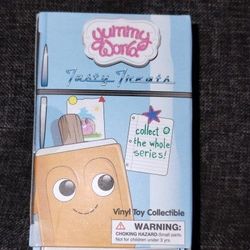 yummy
World
Tasty Treats
collect
the whole
series!
Vinyl Toy Collectible
WARNING:
CHOKING HAZARD-Small parts.
Not for children under 3 yrs.